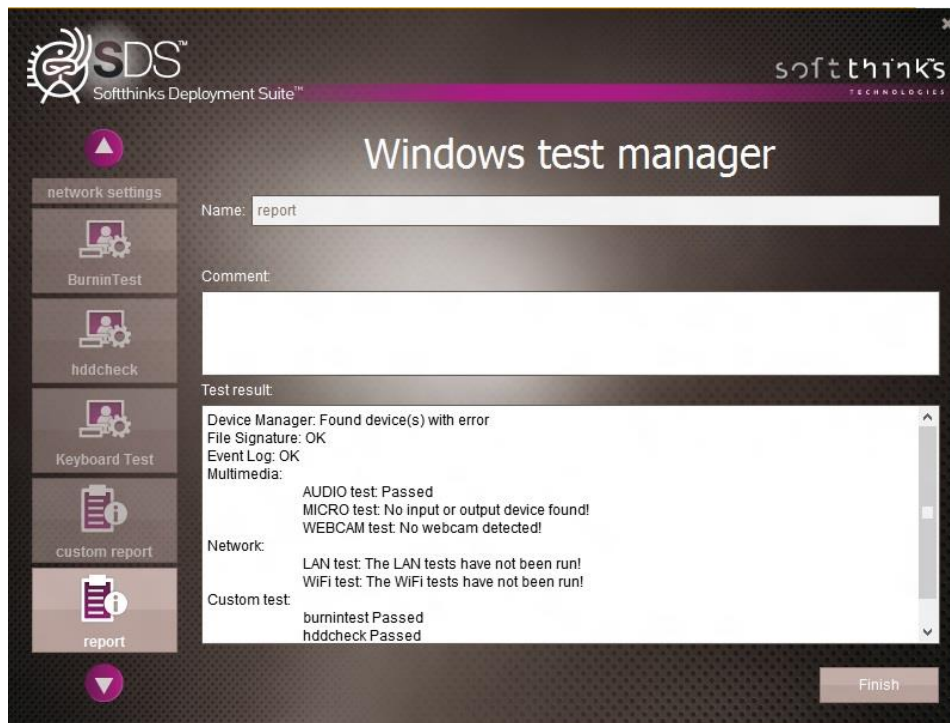 SDS™
Softthinks Deployment Suite™
softthinks
TECHNOLOGIES
Windows test manager
network settings
BurninTest
hddcheck
Keyboard Test
custom report
report
Name: report
Comment:
Test result:
Device Manager: Found device(s) with error
File Signature: OK
Event Log: OK
Multimedia:
AUDIO test: Passed
MICRO test: No input or output device found!
WEBCAM test: No webcam detected!
Network:
LAN test: The LAN tests have not been run!
WiFi test: The WiFi tests have not been run!
Custom test:
burnintest Passed
hddcheck Passed
Finish